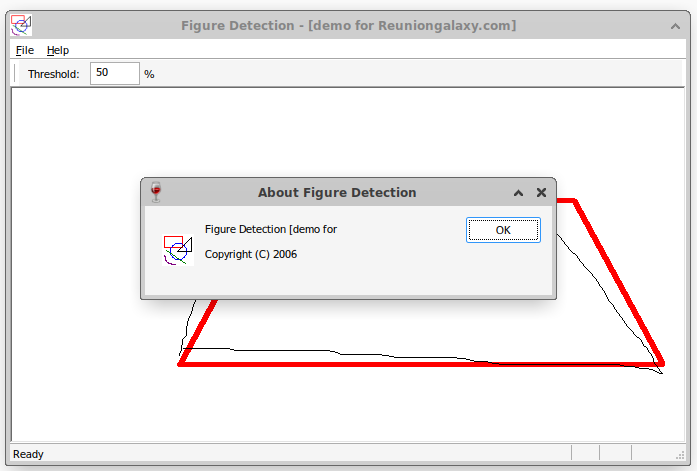 Figure Detection - [demo for Reuniongalaxy.com]
File Help
Threshold: 50 %
About Figure Detection
Figure Detection [demo for
OK
Copyright (C) 2006
Ready